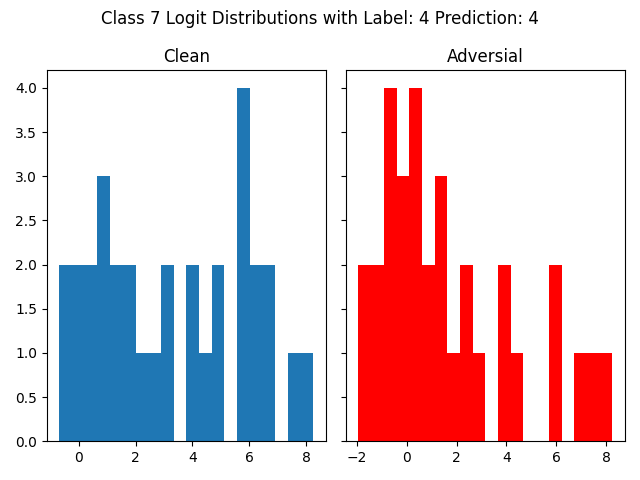 Class 7 Logit Distributions with Label: 4 Prediction: 4
Clean
Adversial
4.0
3.5
3.0
2.5
2.0
1.5
1.0
0.5
0.0
0 2 4 6 8
−2 0 2 4 6 8